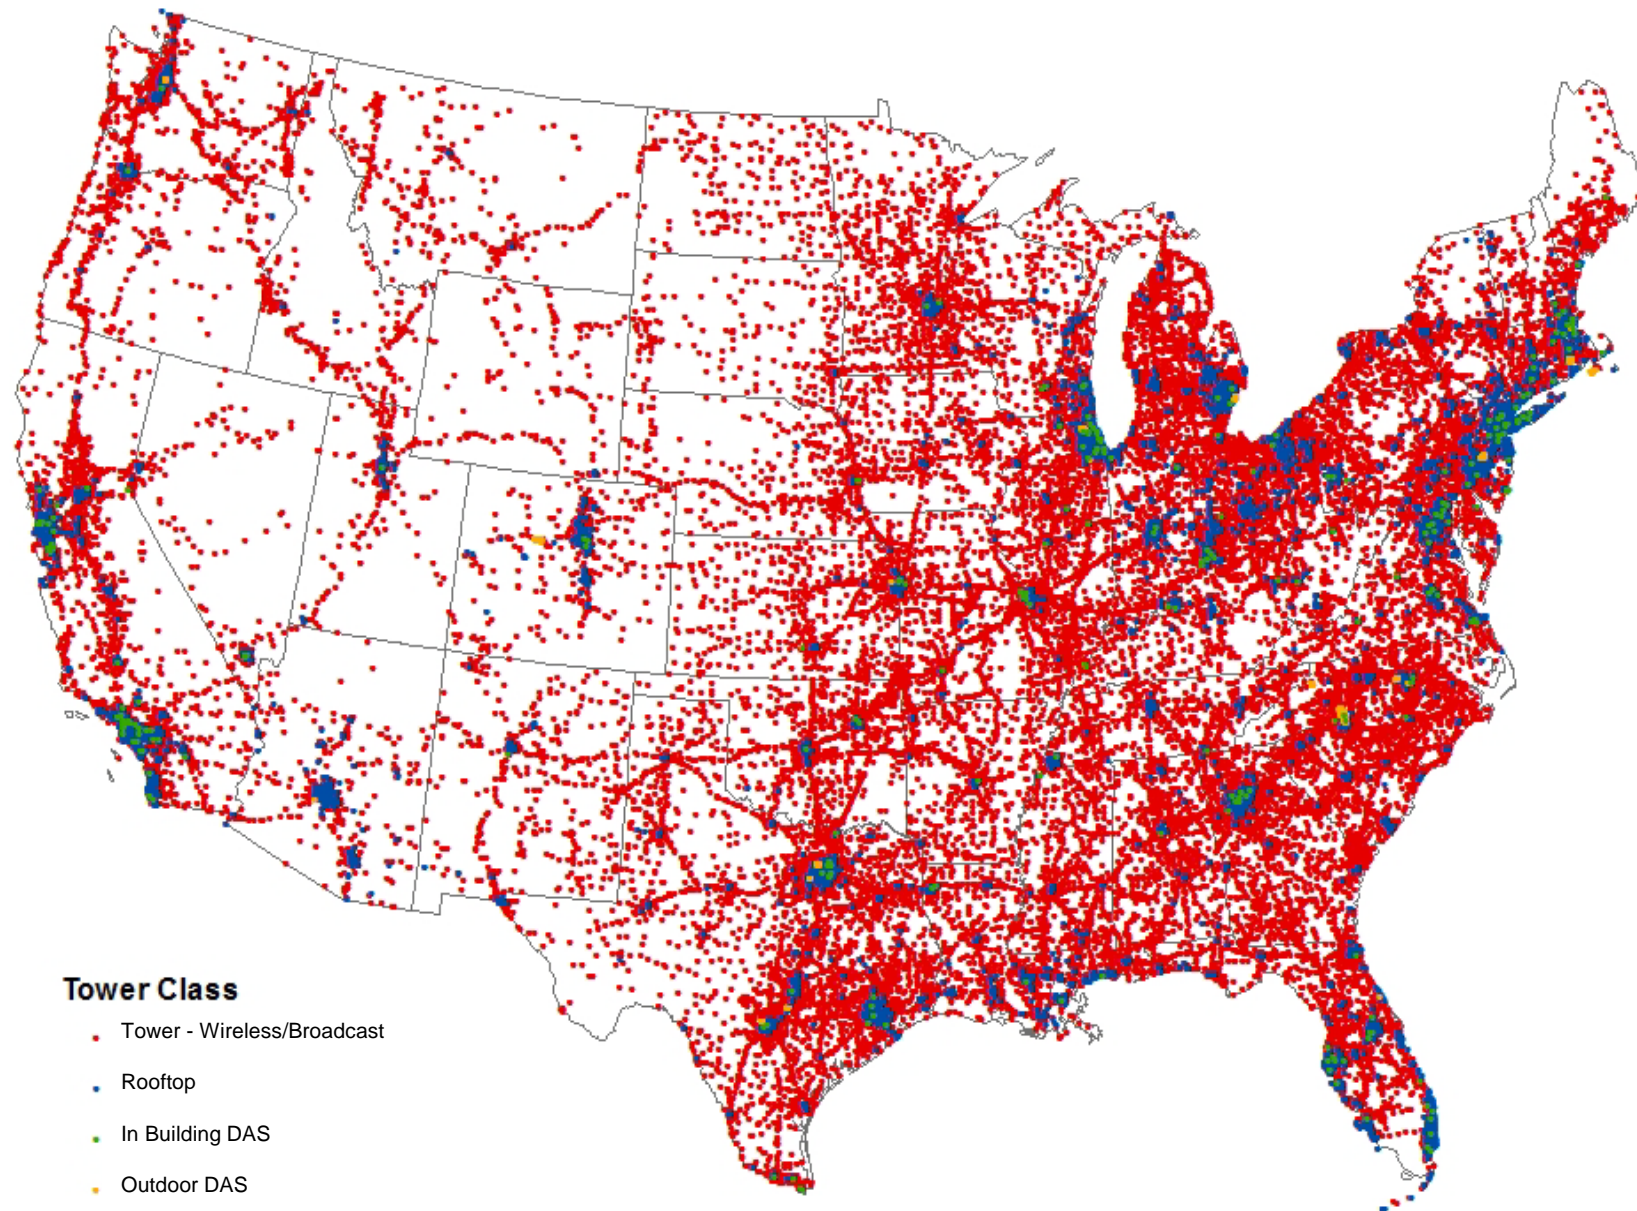 Tower Class
Tower - Wireless/Broadcast
Rooftop
In Building DAS
Outdoor DAS